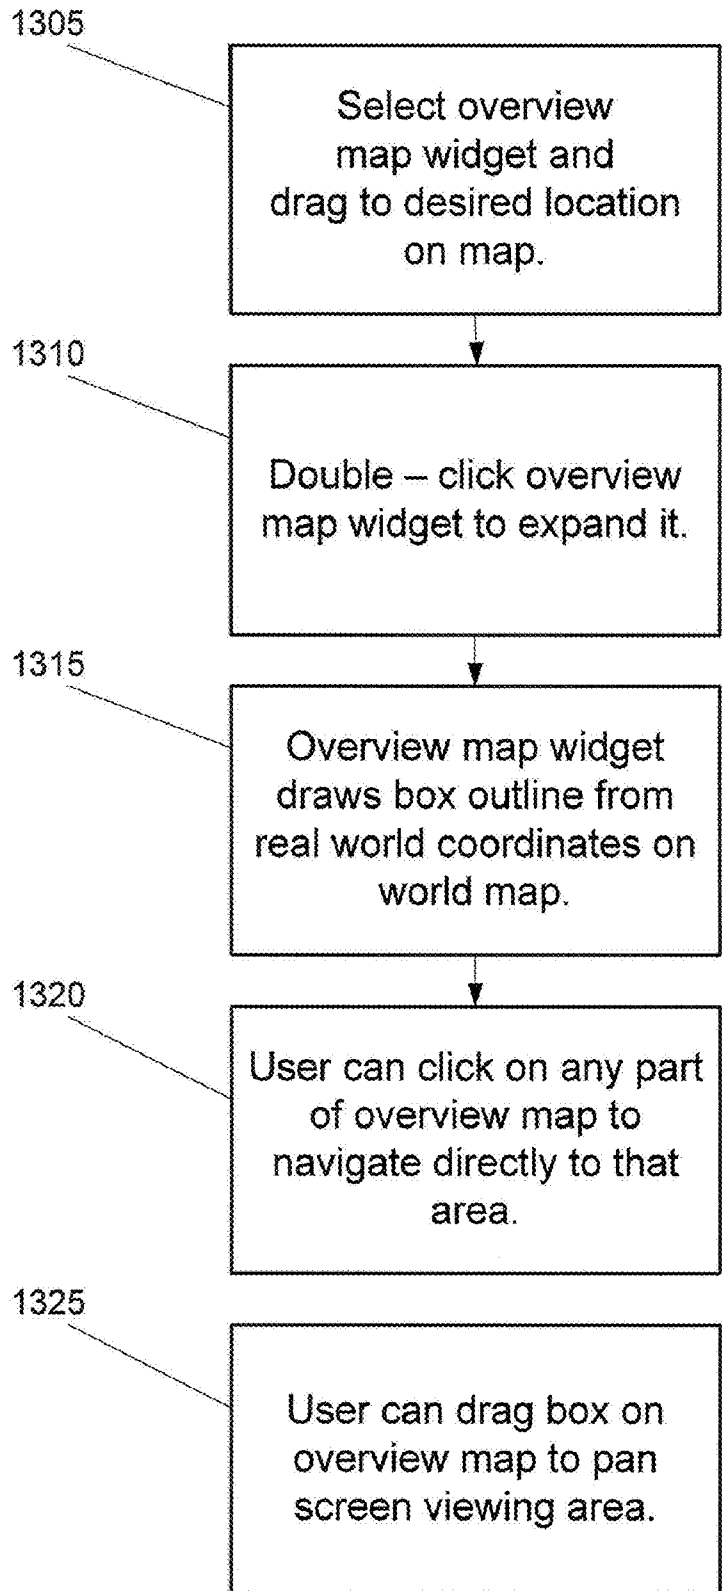 1305
Select overview
map widget and
drag to desired location
on map.
1310
Double – click overview
map widget to expand it.
1315
Overview map widget
draws box outline from
real world coordinates on
world map.
1320
User can click on any part
of overview map to
navigate directly to that
area.
1325
User can drag box on
overview map to pan
screen viewing area.